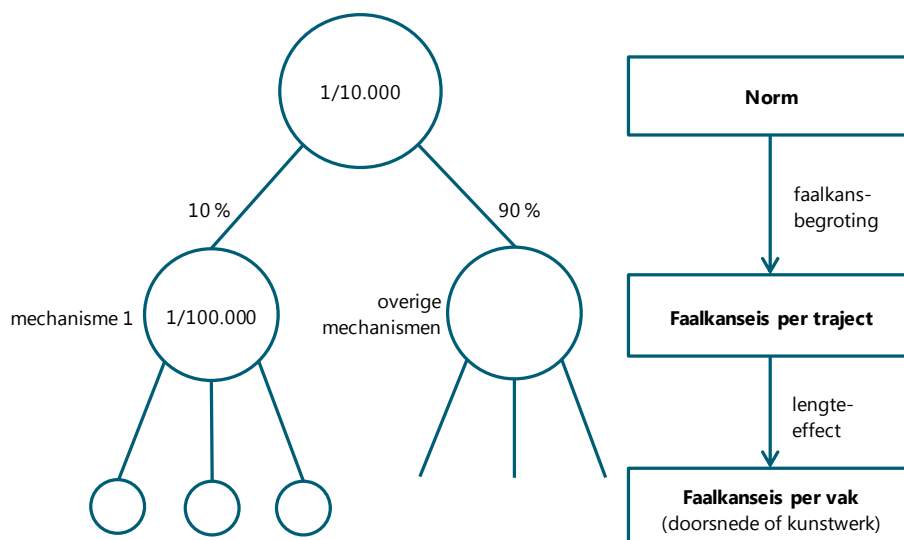 1/10.000
Norm
10 %
90 %
faalkans-
begroting
mechanisme 1
1/100.000
overige
mechanismen
Faalkanseis per traject
lengte-
effect
Faalkanseis per vak
(doorsnede of kunstwerk)